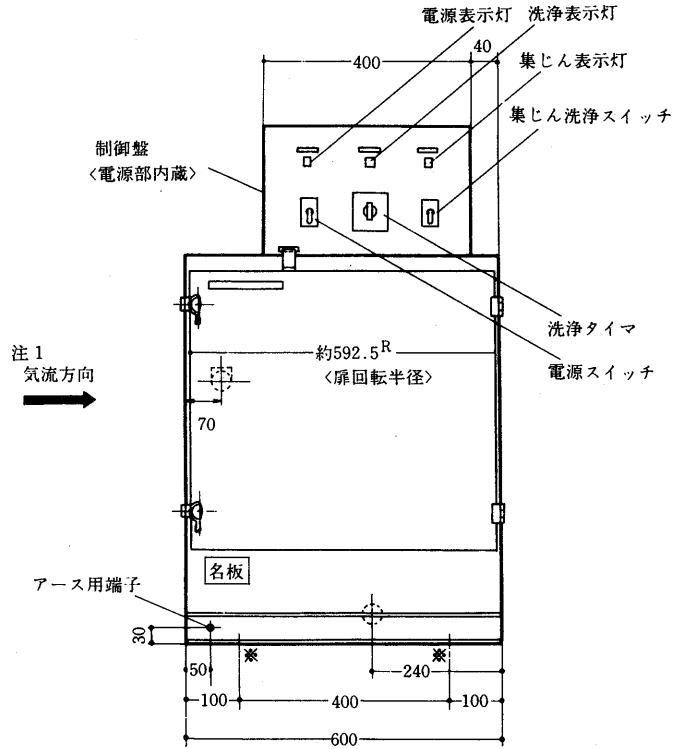 電源表示灯 洗浄表示灯
400
40
集じん表示灯
集じん洗浄スイッチ
制御盤
〈電源部内蔵〉
洗浄タイマ
注1
気流方向
約592.5R
〈扉回転半径〉
電源スイッチ
70
名板
アース用端子
30
※ ※
50
240
100 400 100
600